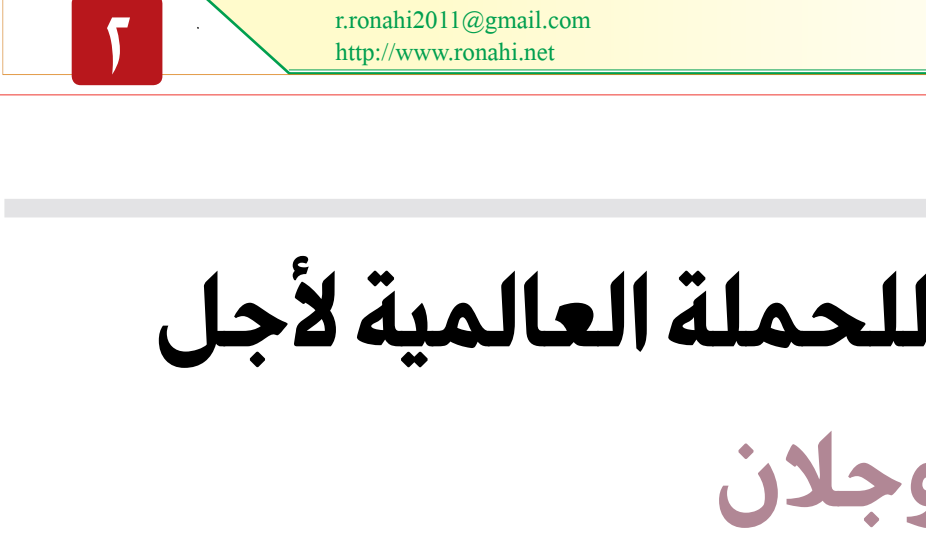 ٢
r.ronahi2011@gmail.com
http://www.ronahi.net
للحملة العالمية لأجل
وجلان